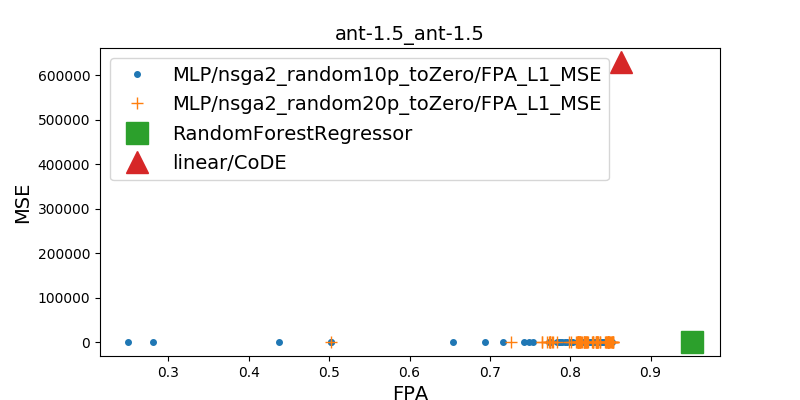 ant-1.5_ant-1.5
MLP/nsga2_random10p_toZero/FPA_L1_MSE
MLP/nsga2_random20p_toZero/FPA_L1_MSE
RandomForestRegressor
linear/CoDE
MSE
600000
500000
400000
300000
200000
100000
0
0.3 0.4 0.5 0.6 0.7 0.8 0.9
FPA